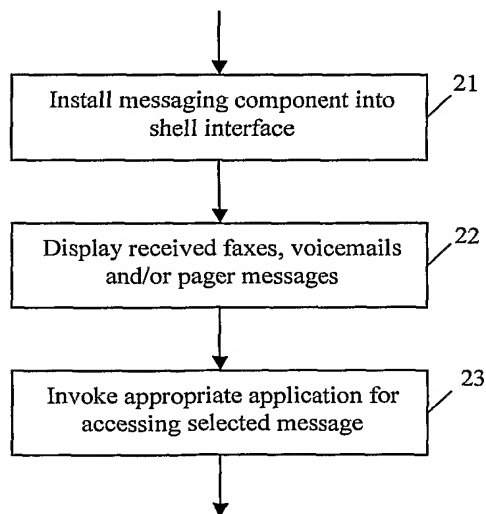 Install messaging component into
shell interface
21
Display received faxes, voicemails
and/or pager messages
22
Invoke appropriate application for
accessing selected message
23